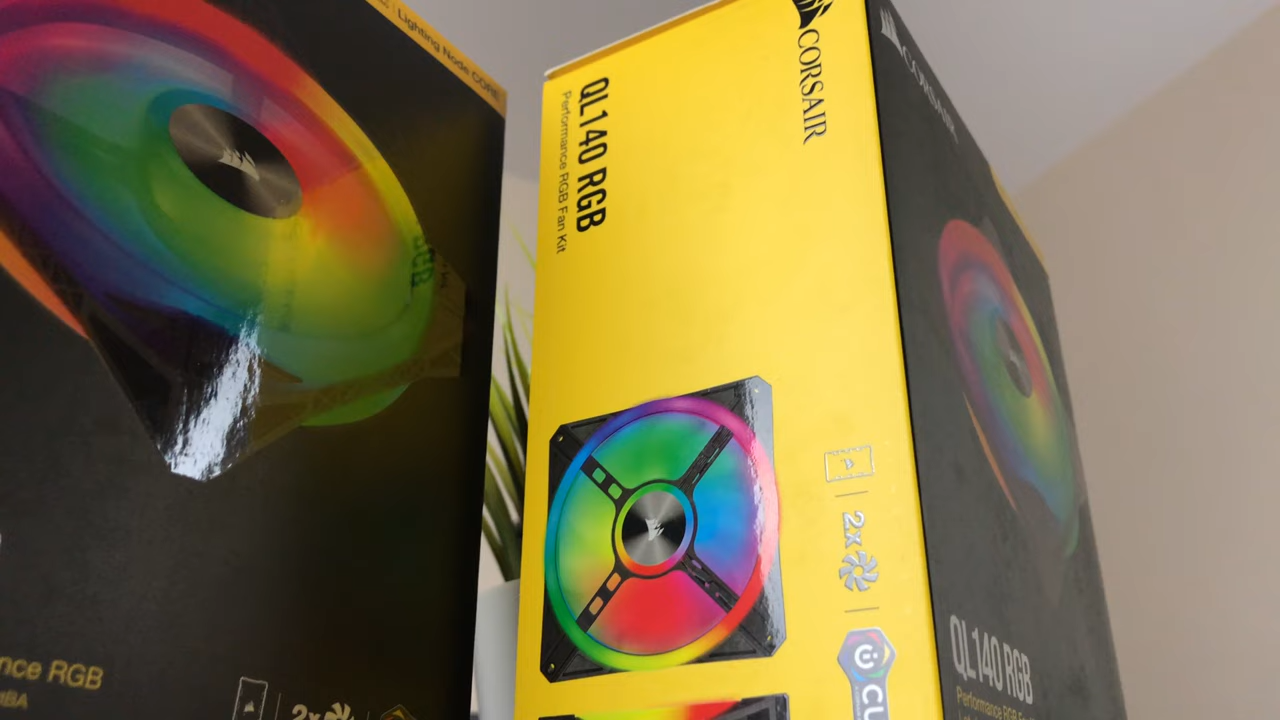 Lighting Node CORE
nce RGB
2x
CORSAIR
QL140 RGB
Performance RGB Fan Kit
2x
CORSAIR
QL140 RGB
Performance RGB